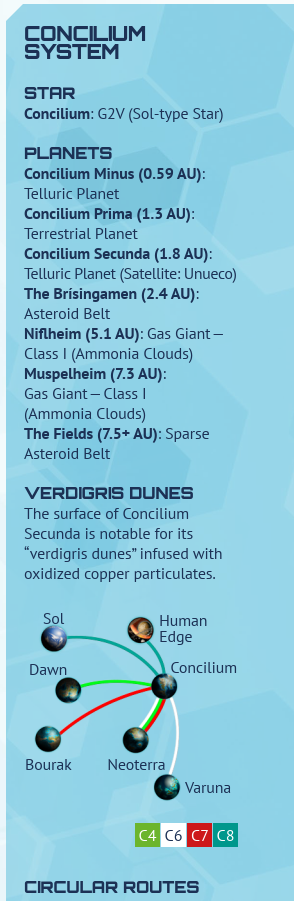 CONCILIUM
SYSTEM
STAR
Concilium: G2V (Sol-type Star)
PLANETS
Concilium Minus (0.59 AU):
Telluric Planet
Concilium Prima (1.3 AU):
Terrestrial Planet
Concilium Secunda (1.8 AU):
Telluric Planet (Satellite: Unueco)
The Brísingamen (2.4 AU):
Asteroid Belt
Niflheim (5.1 AU): Gas Giant —
Class I (Ammonia Clouds)
Muspelheim (7.3 AU):
Gas Giant — Class I
(Ammonia Clouds)
The Fields (7.5+ AU): Sparse
Asteroid Belt
VERDIGRIS DUNES
The surface of Concilium
Secunda is notable for its
“verdigris dunes” infused with
oxidized copper particulates.
Sol
Human
Edge
Dawn
Concilium
Bourak
Neoterra
Varuna
C4 C6 C7 C8
CIRCULAR ROUTES